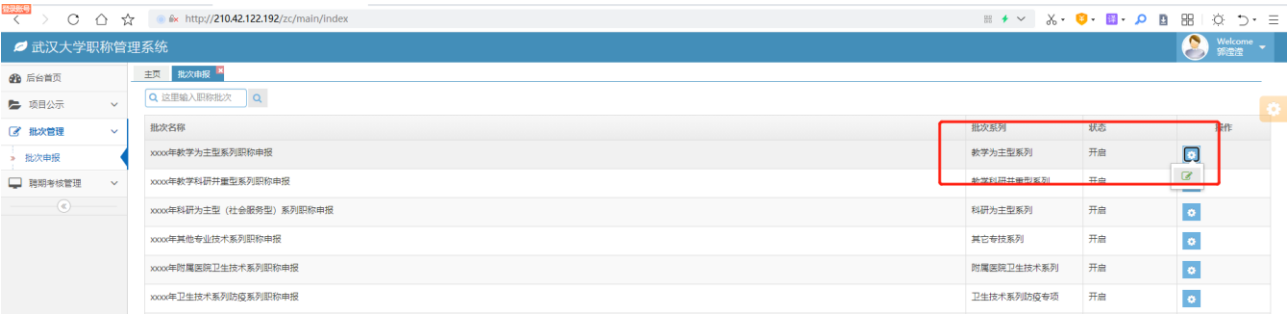 登录账号
http://210.42.122.192/zc/main/index
武汉大学职称管理系统
Welcome
后台首页
项目公示
批次管理
批次申报
聘期考核管理
主页 批次申报
这里输入职称批次
批次名称 批次系列 状态 操作
xxxx年教学为主型系列职称申报 教学为主型系列 开启
xxxx年教学科研并重型系列职称申报 教学科研并重型系列 开启
xxxx年科研为主型（社会服务型）系列职称申报 科研为主型系列 开启
xxxx年其他专业技术系列职称申报 其它专技系列 开启
xxxx年附属医院卫生技术系列职称申报 附属医院卫生技术系列 开启
xxxx年卫生技术系列防疫系列职称申报 卫生技术系列防疫专项 开启